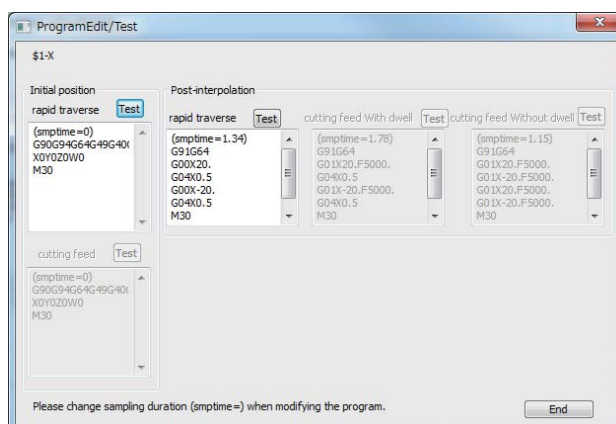 ProgramEdit/Test
$1-X
Initial position
rapid traverse Test
(smptime=0)
G90G94G64G49G40(
X0Y0Z0W0
M30
cutting feed Test
(smptime=0)
G90G94G64G49G40(
X0Y0Z0W0
M30
Post-interpolation
rapid traverse Test
(smptime=1.34)
G91G64
G00X20.
G04X0.5
G00X-20.
G04X0.5
M30
cutting feed With dwell Test
(smptime=1.78)
G91G64
G01X20.F5000.
G04X0.5
G01X-20.F5000.
G04X0.5
M30
cutting feed Without dwell Test
(smptime=1.15)
G91G64
G01X20.F5000.
G01X-20.F5000.
G01X20.F5000.
G01X-20.F5000.
M30
Please change sampling duration (smptime=) when modifying the program.
End